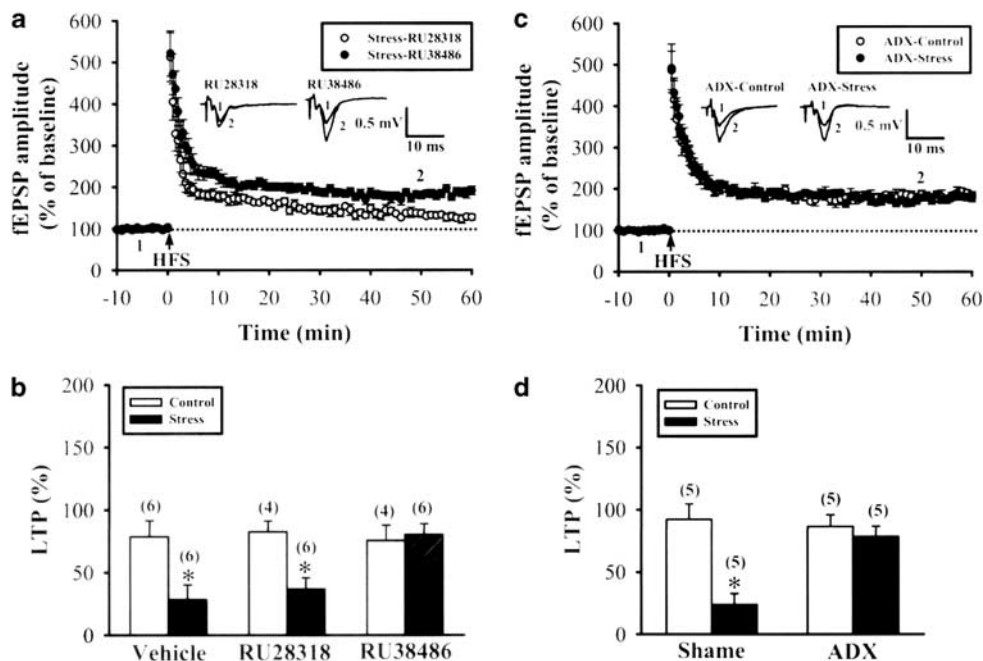 a
fEPSP amplitude
(% of baseline)
600
500
400
300
200
100
0
Stress-RU28318
Stress-RU38486
RU28318
RU38486
1
2
1
2
0.5 mV
10 ms
2
1
HFS
-10
0
10
20
30
40
50
60
Time (min)
c
fEPSP amplitude
(% of baseline)
600
500
400
300
200
100
0
ADX-Control
ADX-Stress
ADX-Control
ADX-Stress
1
2
1
2
0.5 mV
10 ms
2
1
HFS
-10
0
10
20
30
40
50
60
Time (min)
b
LTP (%)
200
150
100
50
0
Control
Stress
(6)
(6)
*
(4)
(6)
*
(4)
(6)
Vehicle
RU28318
RU38486
d
LTP (%)
200
150
100
50
0
Control
Stress
(5)
(5)
*
(5)
(5)
Shame
ADX